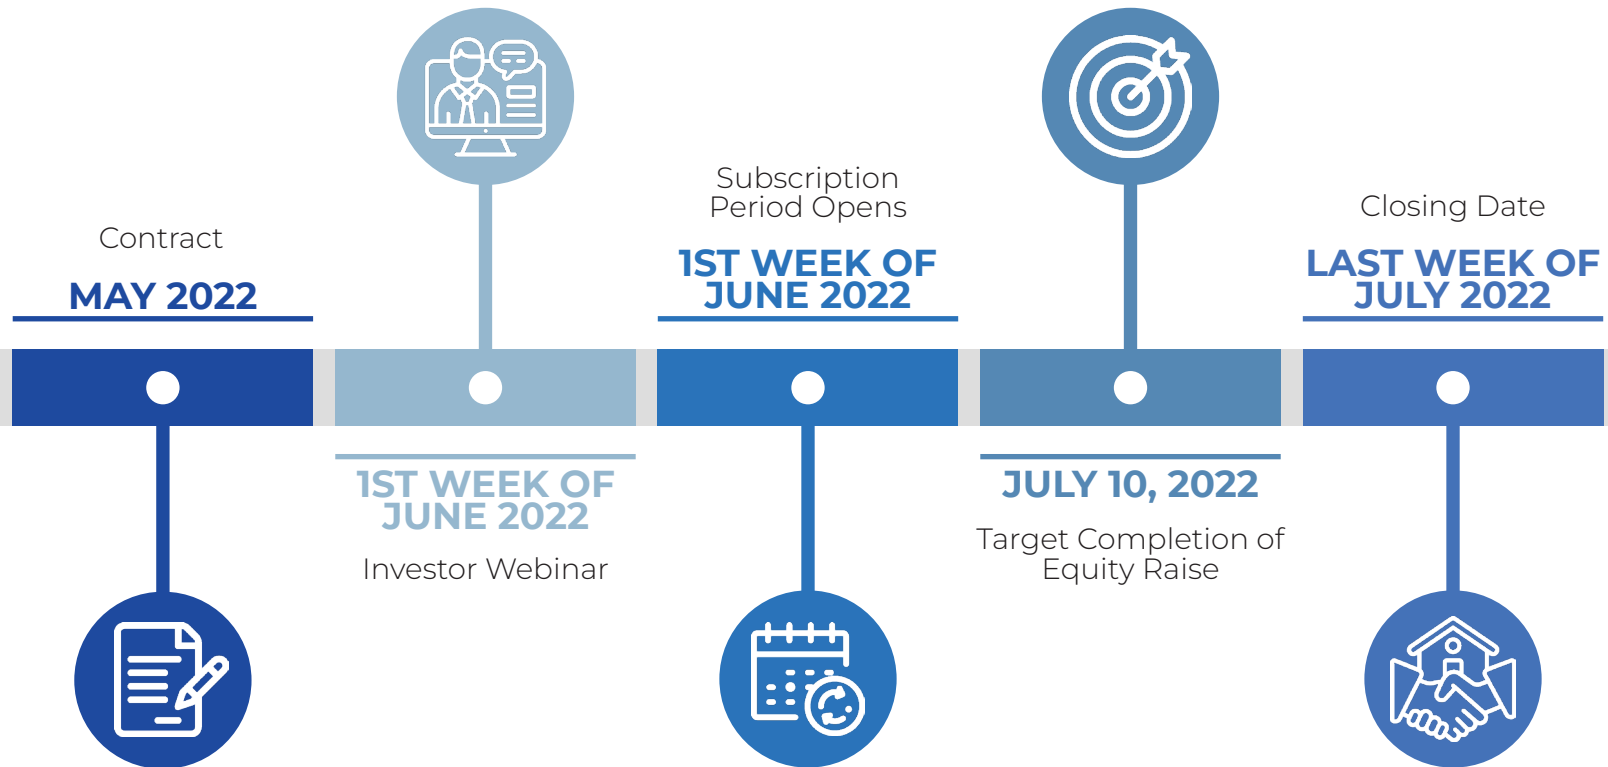 Contract
MAY 2022
1ST WEEK OF
JUNE 2022
Investor Webinar
Subscription
Period Opens
1ST WEEK OF
JUNE 2022
JULY 10, 2022
Target Completion of
Equity Raise
Closing Date
LAST WEEK OF
JULY 2022